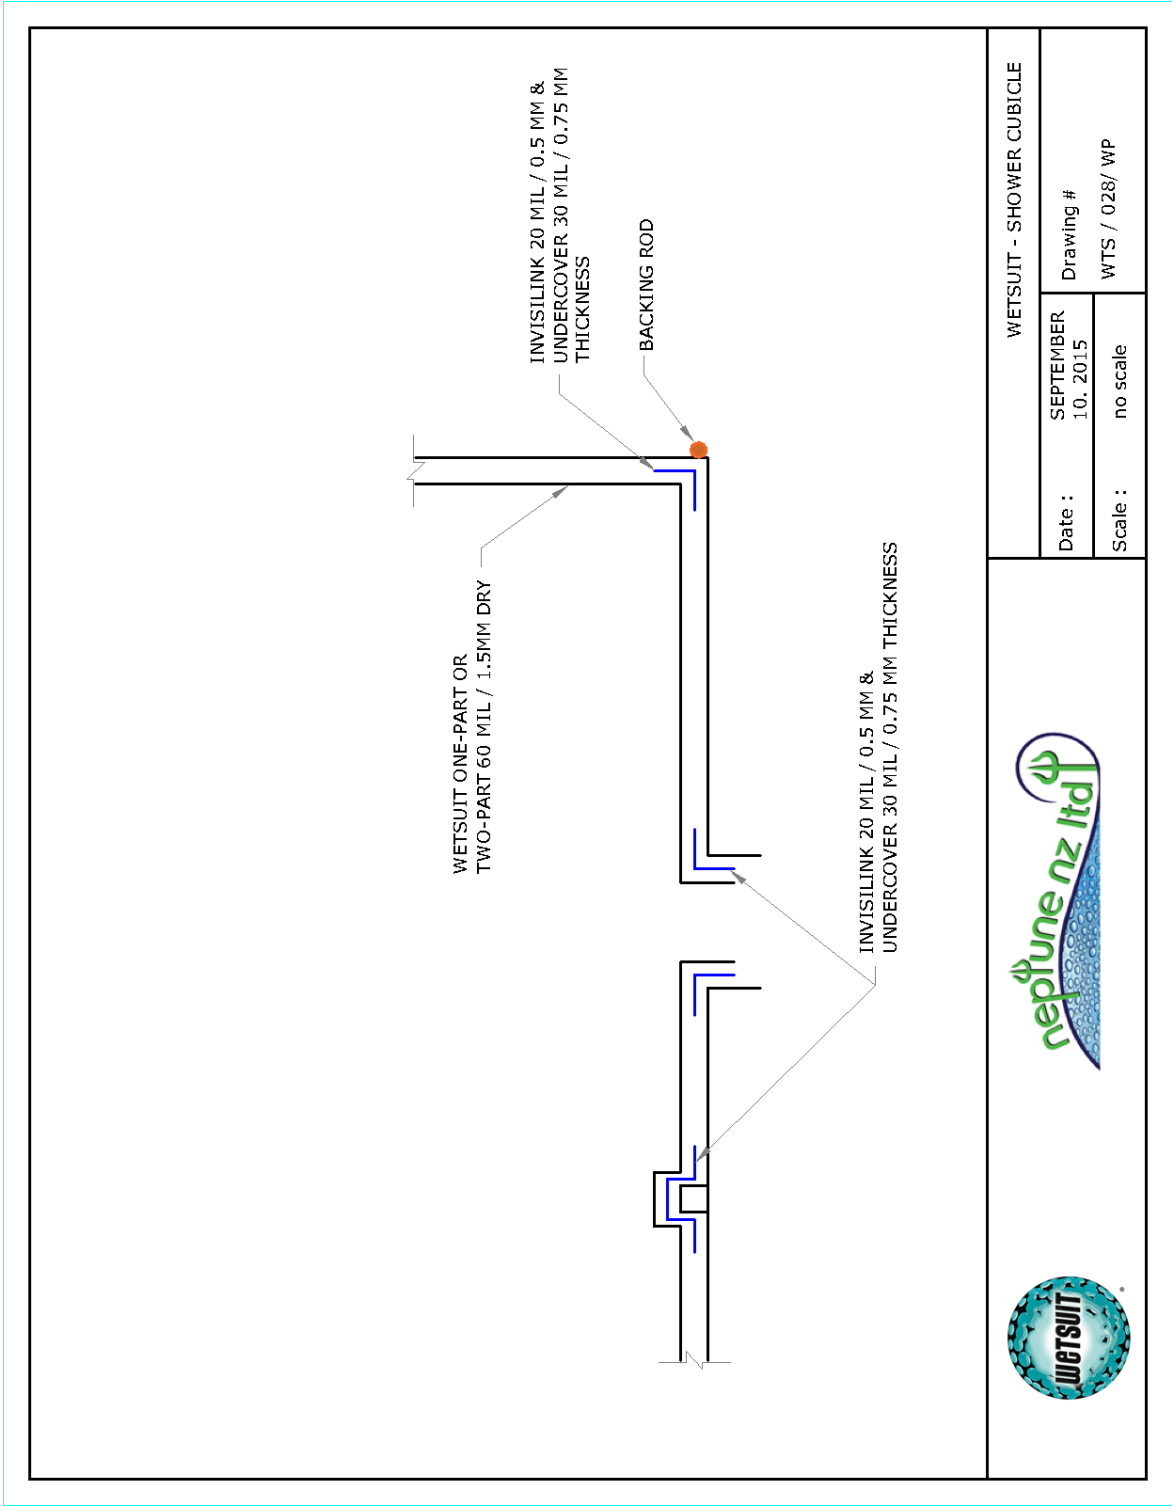 INVISILINK 20 MIL / 0.5 MM &
UNDERCOVER 30 MIL / 0.75 MM
THICKNESS
BACKING ROD
WETSUIT ONE-PART OR
TWO-PART 60 MIL / 1.5MM DRY
INVISILINK 20 MIL / 0.5 MM &
UNDERCOVER 30 MIL / 0.75 MM THICKNESS
WETSUIT
neptune nz ltd
WETSUIT - SHOWER CUBICLE
Date :
SEPTEMBER
10. 2015
Drawing #
WTS / 028/ WP
Scale :
no scale